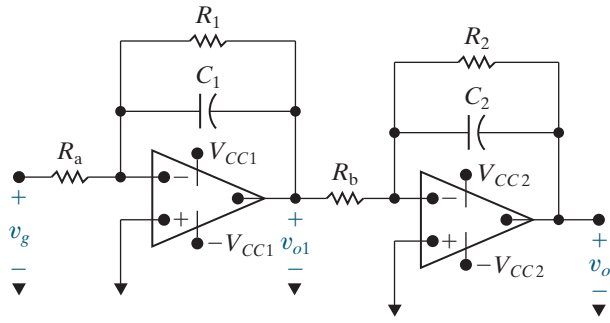 R1
R2
C1
C2
Ra
VCC1
Rb
VCC2
−
−
+
+
+
+
+
vg
−VCC1
vo1
−VCC2
vo
−
−
−